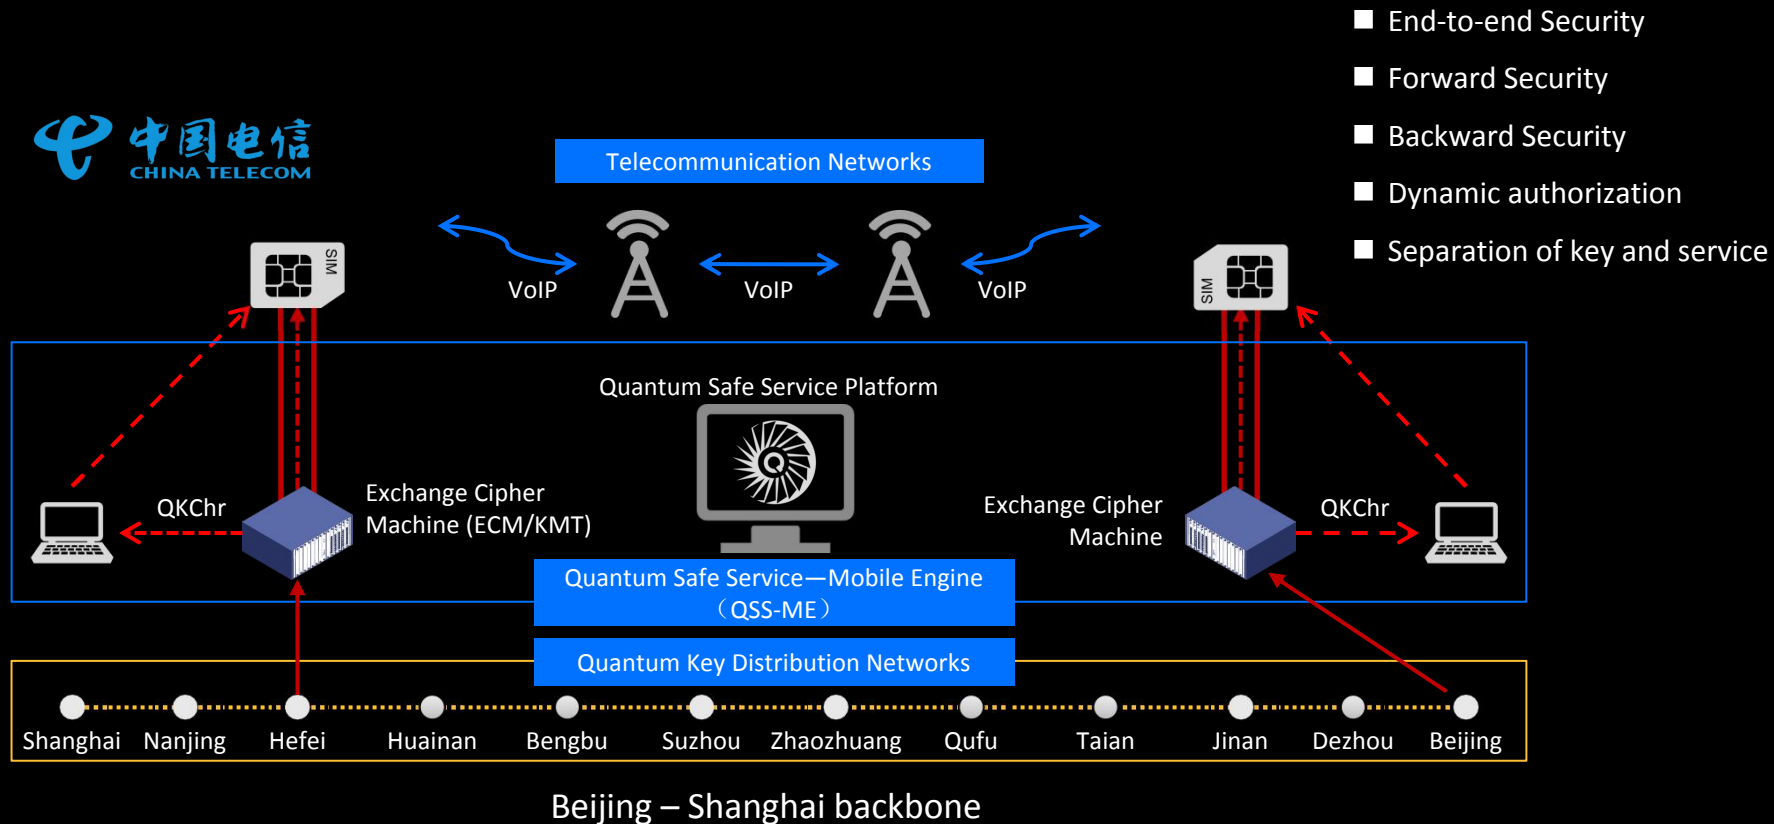 End-to-end Security
Forward Security
Backward Security
Dynamic authorization
Separation of key and service
中国电信
CHINA TELECOM
Telecommunication Networks
SIM
VoIP
VoIP
VoIP
SIM
Quantum Safe Service Platform
Q
QKChr
Exchange Cipher
Machine (ECM/KMT)
Exchange Cipher
Machine
QKChr
Quantum Safe Service—Mobile Engine
（QSS-ME）
Quantum Key Distribution Networks
Shanghai Nanjing Hefei Huainan Bengbu Suzhou Zhaozhuang Qufu Taian Jinan Dezhou Beijing
Beijing – Shanghai backbone